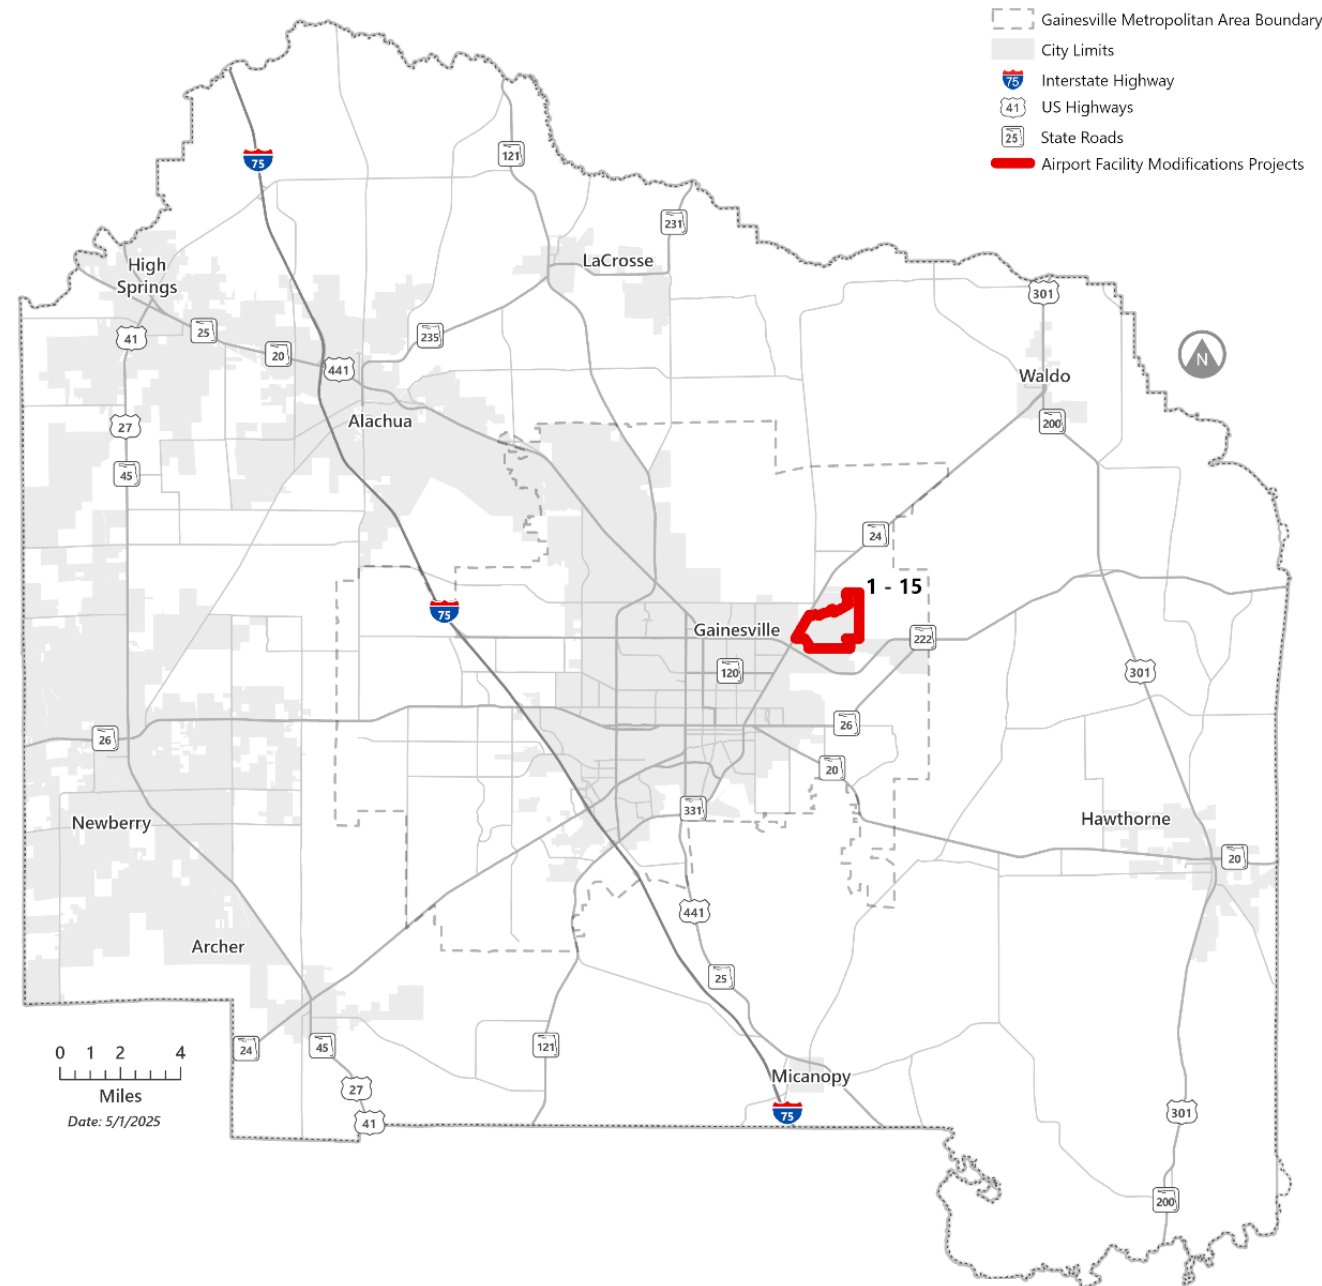 Gainesville Metropolitan Area Boundary
City Limits
75 Interstate Highway
41 US Highways
25 State Roads
Airport Facility Modifications Projects
75
121
231
LaCrosse
High
Springs
301
41
25
235
20
441
Waldo
Alachua
200
27
45
24
N
1 - 15
75
Gainesville
222
120
301
26
26
20
331
Newberry
Hawthorne
20
441
Archer
25
24
45
121
0 1 2 4
Miles
Date: 5/1/2025
27
41
Micanopy
75
301
200